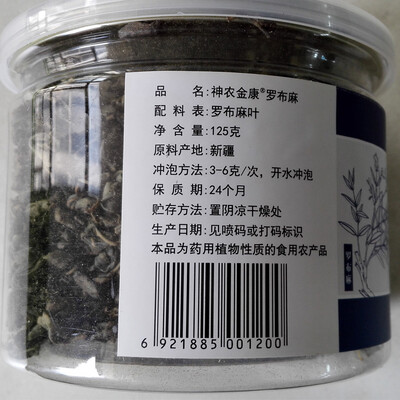 品 名:神农金康®罗布麻
配 料 表:罗布麻叶
净 含 量:125克
原料产地:新疆
冲泡方法:3-6克/次，开水冲泡
保 质 期:24个月
贮存方法:置阴凉干燥处
生产日期:见喷码或打码标识
本品为药用植物性质的食用农产品
6 921885 001200
罗布麻